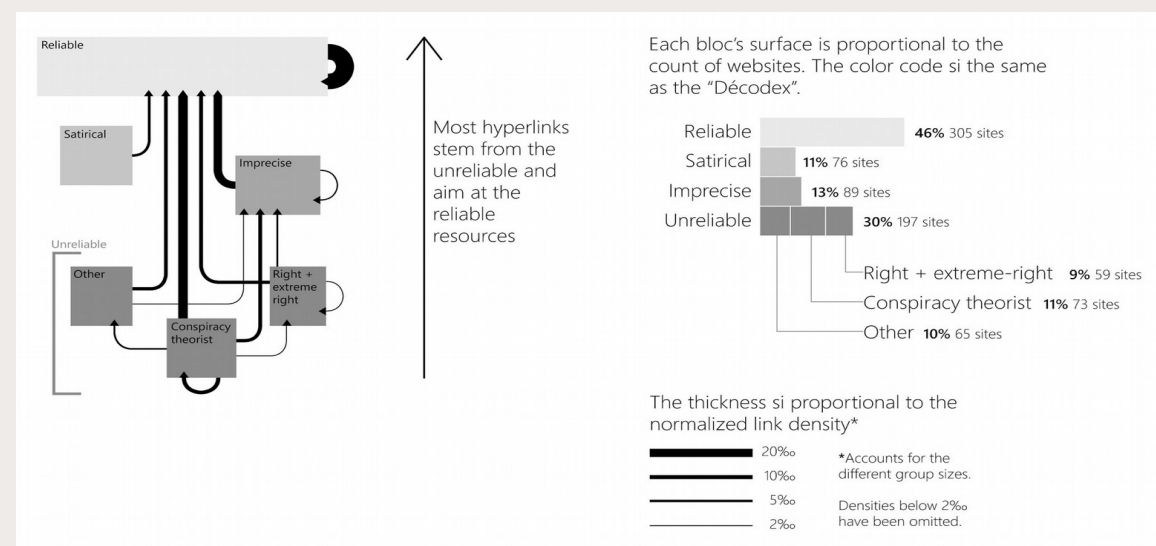 Reliable
Satirical
Imprecise
Unreliable
Other
Right +
extreme
right
Conspiracy
theorist
Most hyperlinks
stem from the
unreliable and
aim at the
reliable
resources
Each bloc's surface is proportional to the
count of websites. The color code si the same
as the “Décodex”.
Reliable 46% 305 sites
Satirical 11% 76 sites
Imprecise 13% 89 sites
Unreliable 30% 197 sites
Right + extreme-right 9% 59 sites
Conspiracy theorist 11% 73 sites
Other 10% 65 sites
The thickness si proportional to the
normalized link density*
20‰
10‰
5‰
2‰
*Accounts for the
different group sizes.
Densities below 2‰
have been omitted.